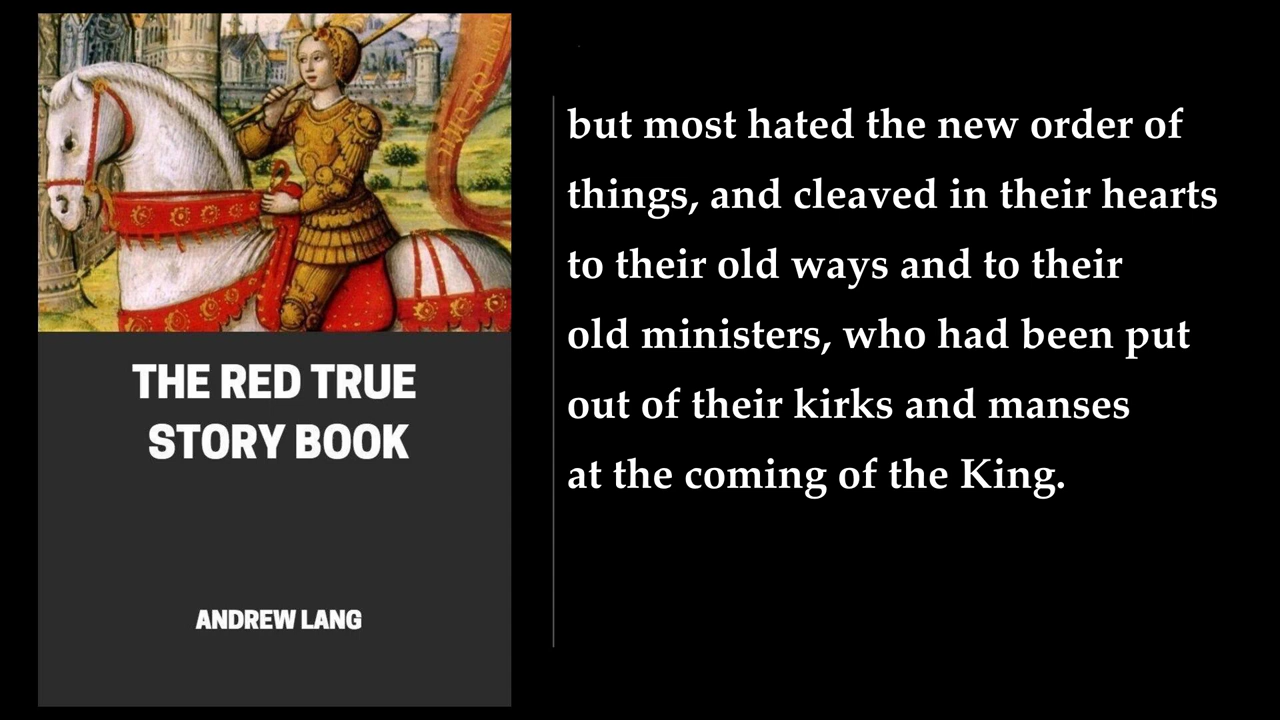 THE RED TRUE
STORY BOOK
ANDREW LANG
but most hated the new order of
things, and cleaved in their hearts
to their old ways and to their
old ministers, who had been put
out of their kirks and manses
at the coming of the King.